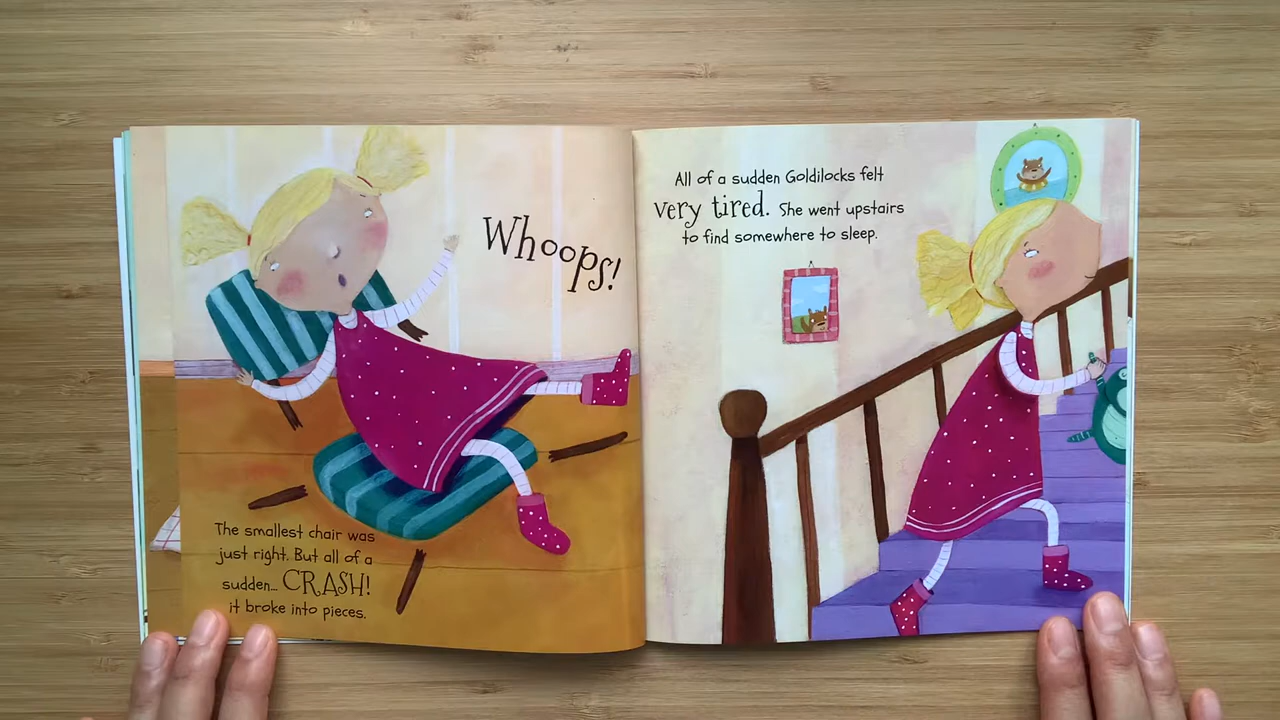 Whoops!
The smallest chair was
just right. But all of a
sudden... CRASH!
it broke into pieces.
All of a sudden Goldilocks felt
very tired. She went upstairs
to find somewhere to sleep.